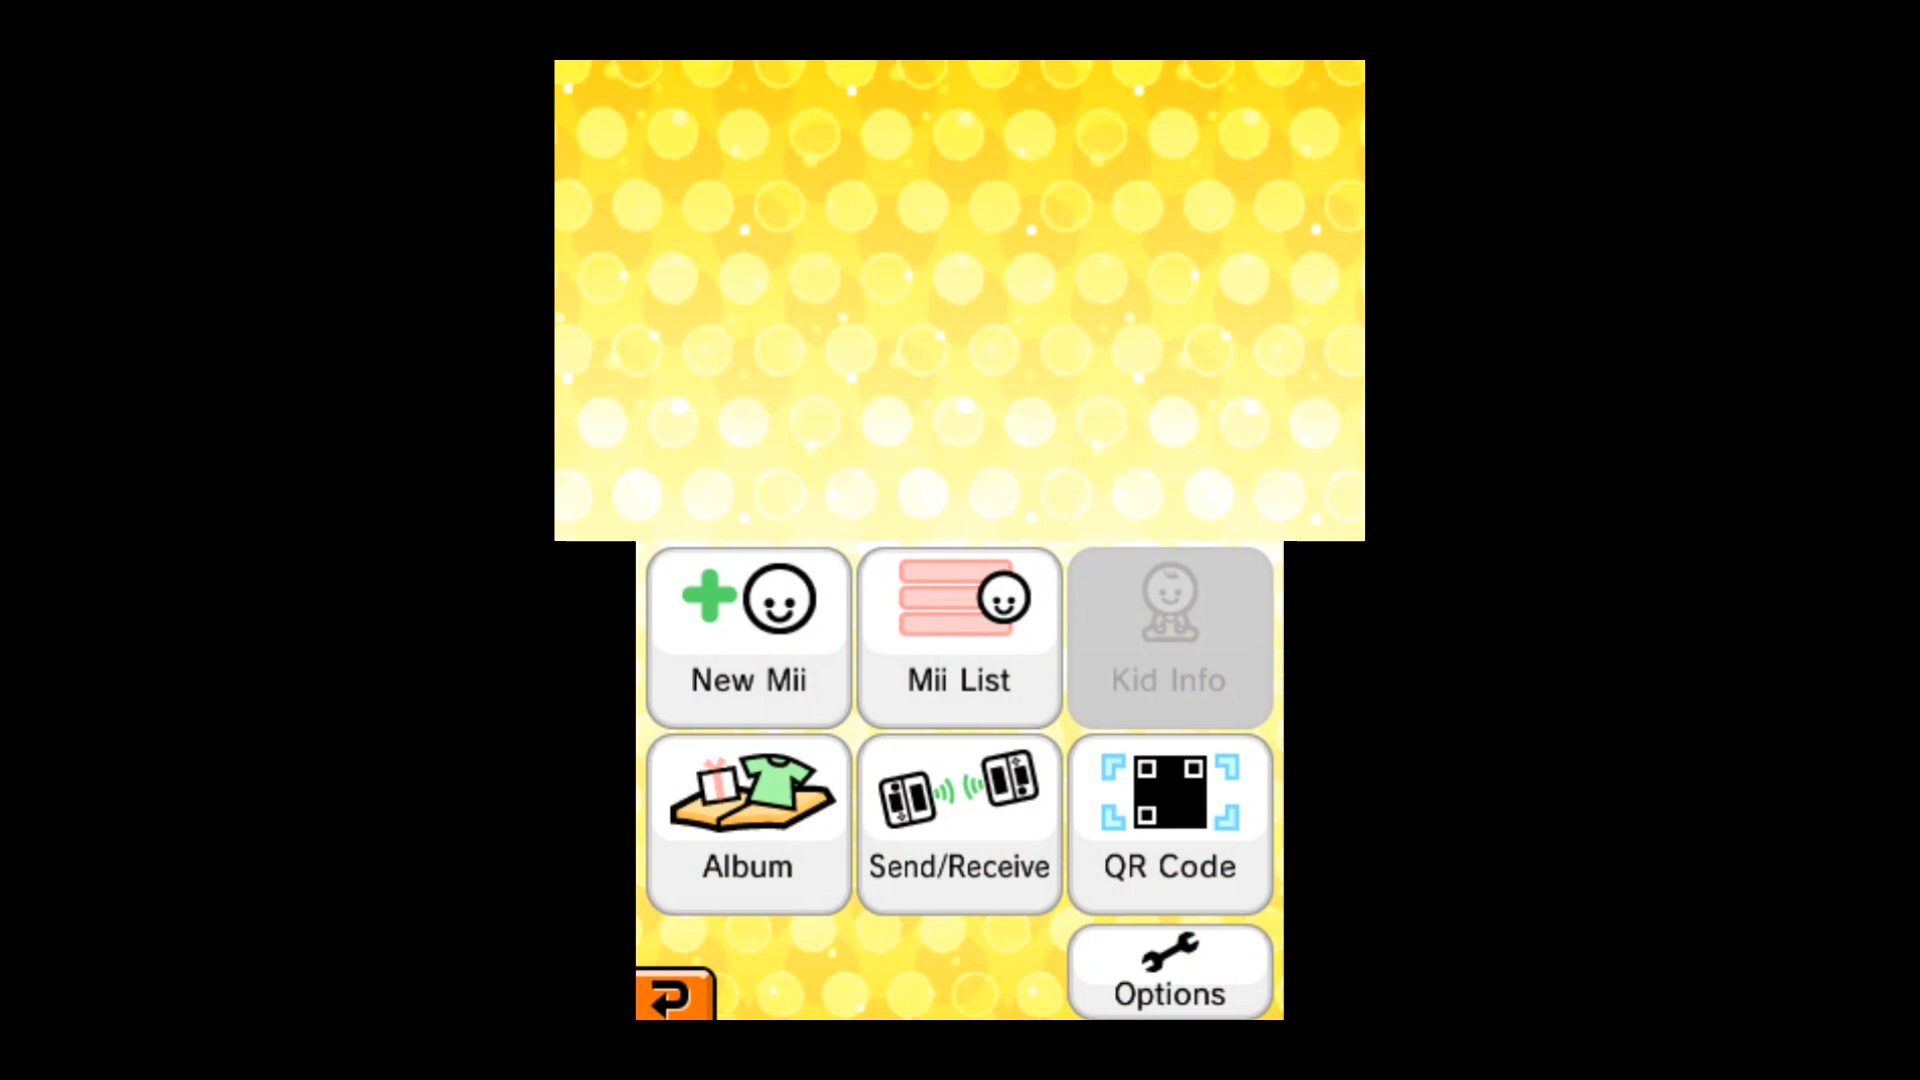 New Mii
Mii List
Kid Info
Album
Send/Receive
QR Code
Options